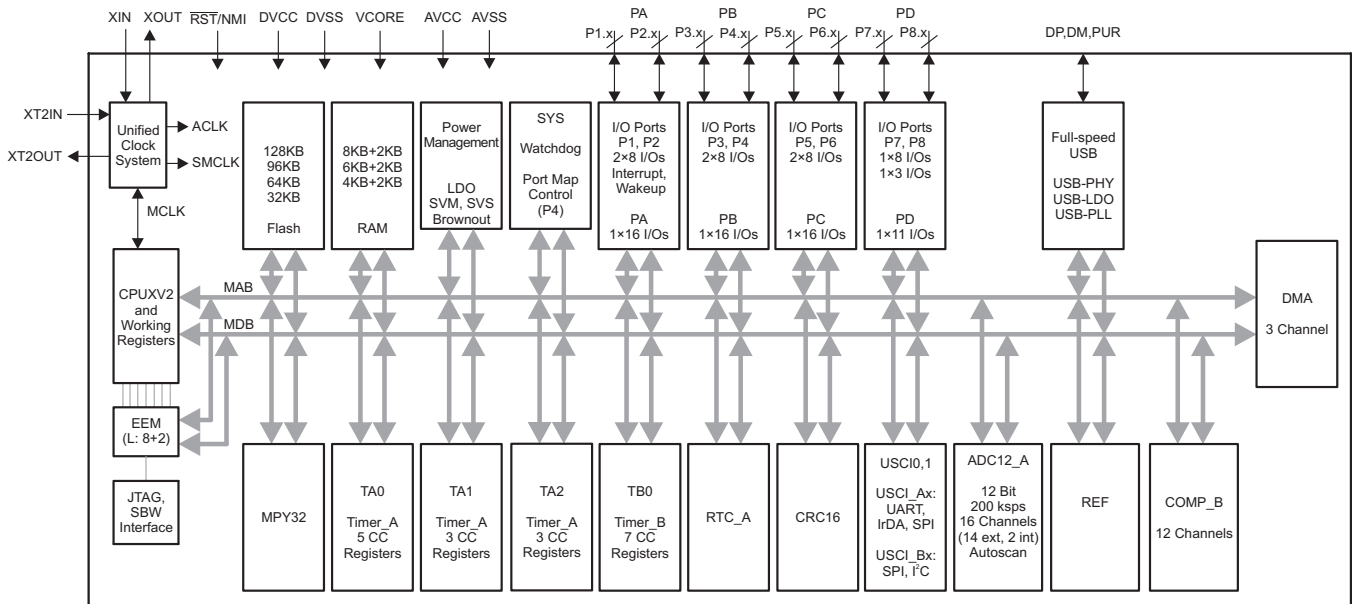 XIN
XOUT
RST/NMI
DVCC
DVSS
VCORE
AVCC
AVSS
PA
P1.x
P2.x
PB
P3.x
P4.x
PC
P5.x
P6.x
PD
P7.x
P8.x
DP,DM,PUR
XT2IN
XT2OUT
Unified
Clock
System
ACLK
SMCLK
MCLK
128KB
96KB
64KB
32KB
Flash
8KB+2KB
6KB+2KB
4KB+2KB
RAM
Power
Management
LDO
SVM, SVS
Brownout
SYS
Watchdog
Port Map
Control
(P4)
I/O Ports
P1, P2
2×8 I/Os
Interrupt,
Wakeup
PA
1×16 I/Os
I/O Ports
P3, P4
2×8 I/Os
PB
1×16 I/Os
I/O Ports
P5, P6
2×8 I/Os
PC
1×16 I/Os
I/O Ports
P7, P8
1×8 I/Os
1×3 I/Os
PD
1×11 I/Os
Full-speed
USB
USB-PHY
USB-LDO
USB-PLL
CPUXV2
and
Working
Registers
MAB
MDB
DMA
3 Channel
EEM
(L: 8+2)
JTAG,
SBW
Interface
MPY32
TA0
Timer_A
5 CC
Registers
TA1
Timer_A
3 CC
Registers
TA2
Timer_A
3 CC
Registers
TB0
Timer_B
7 CC
Registers
RTC_A
CRC16
USCI0,1
USCI_Ax:
UART,
IrDA, SPI
USCI_Bx:
SPI, I²C
ADC12_A
12 Bit
200 ksps
16 Channels
(14 ext, 2 int)
Autoscan
REF
COMP_B
12 Channels